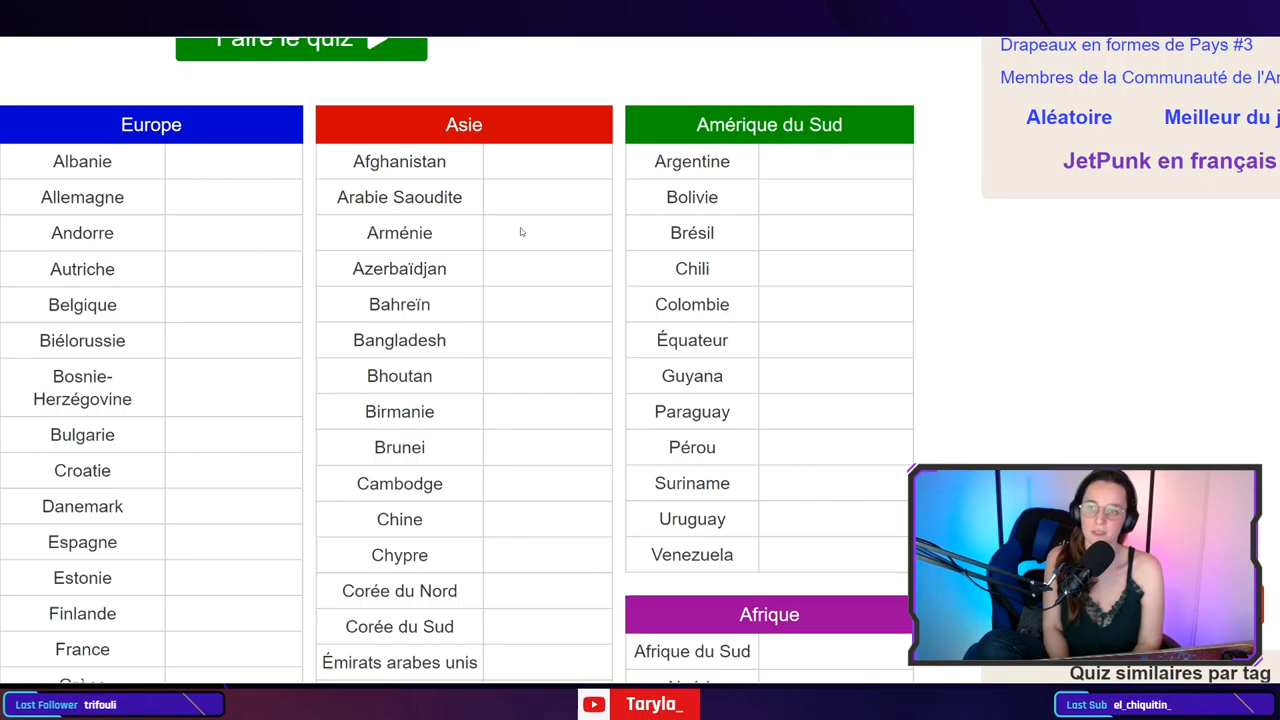 Faire le quiz
Drapeaux en formes de Pays #3
Membres de la Communauté de l'A
Aléatoire
Meilleur du j
JetPunk en français
Europe
Albanie
Allemagne
Andorre
Autriche
Belgique
Biélorussie
Bosnie-
Herzégovine
Bulgarie
Croatie
Danemark
Espagne
Estonie
Finlande
France
Asie
Afghanistan
Arabie Saoudite
Arménie
Azerbaïdjan
Bahreïn
Bangladesh
Bhoutan
Birmanie
Brunei
Cambodge
Chine
Chypre
Corée du Nord
Corée du Sud
Émirats arabes unis
Amérique du Sud
Argentine
Bolivie
Brésil
Chili
Colombie
Équateur
Guyana
Paraguay
Pérou
Suriname
Uruguay
Venezuela
Afrique
Afrique du Sud
Quiz similaires par tag
Last Follower trifouli
Taryla_
Last Sub el_chiquitin_